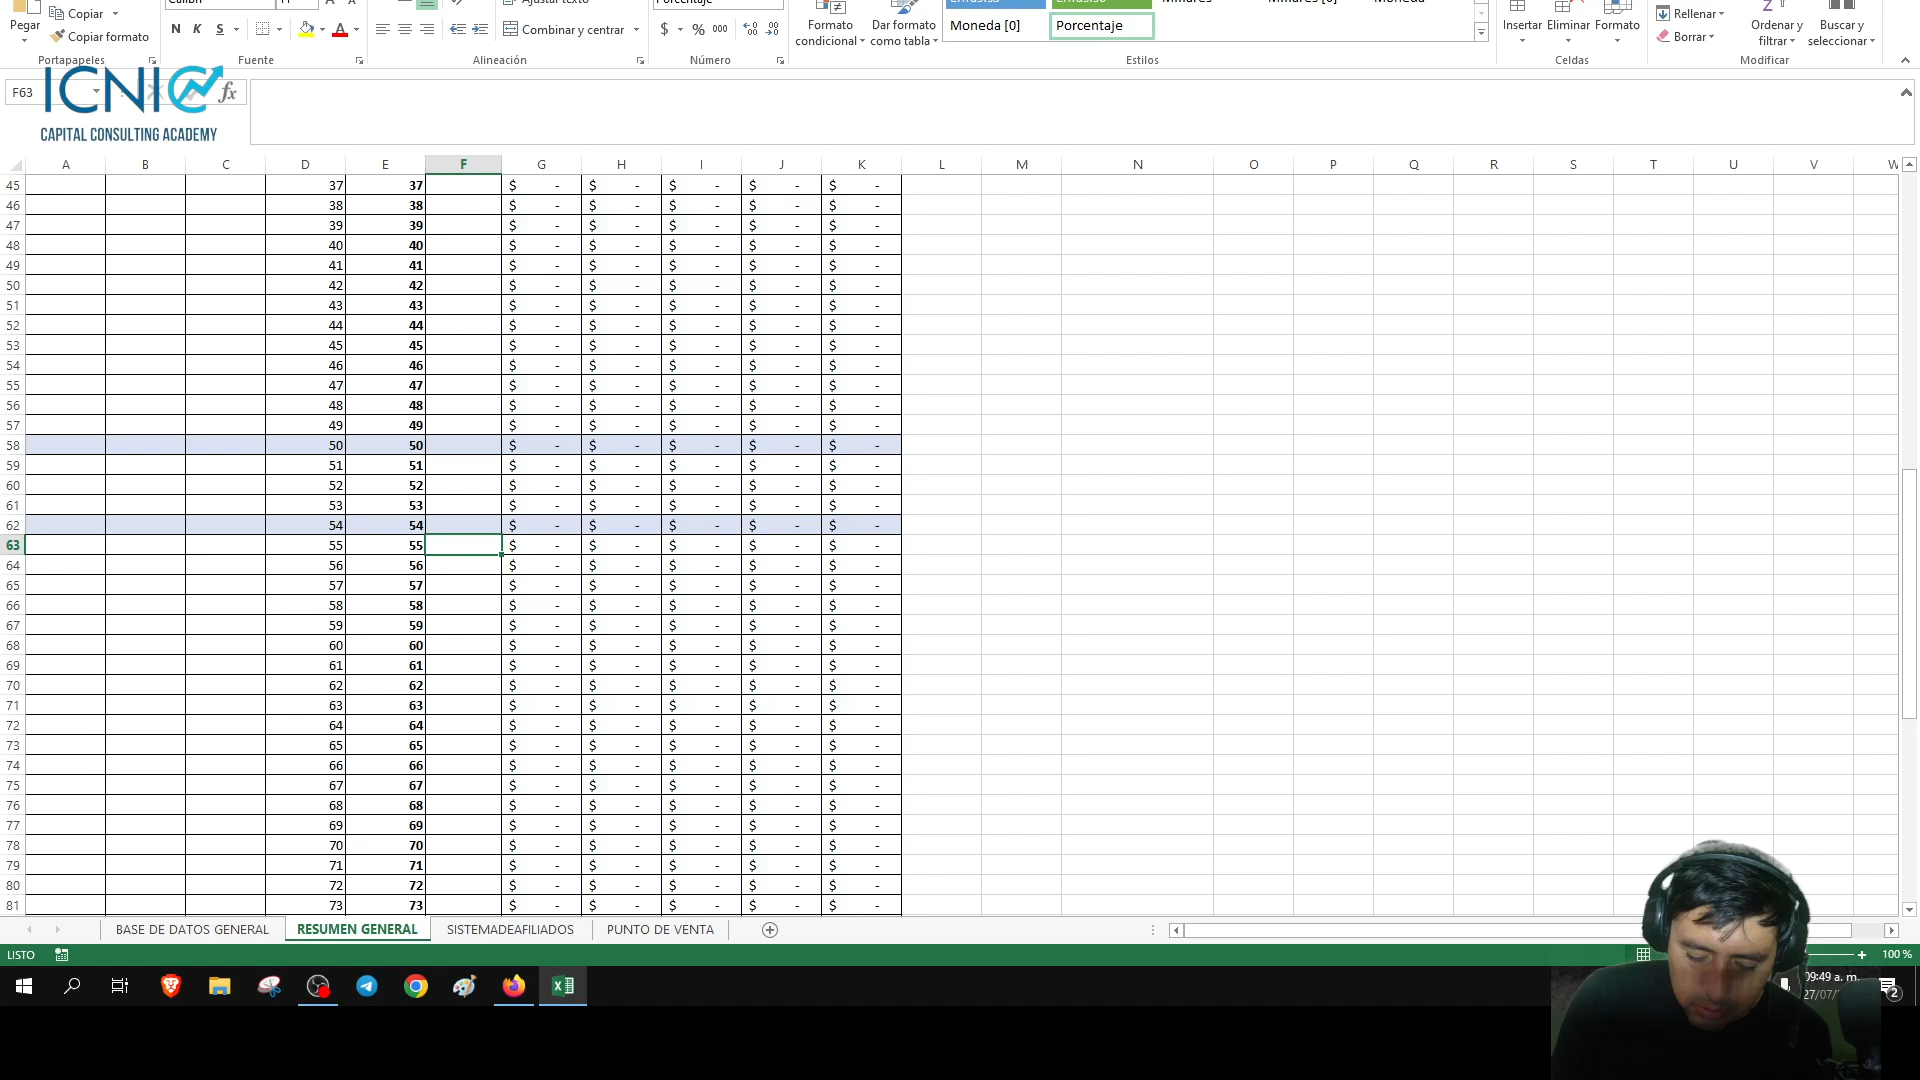 Calibri
11
Ajustar texto
Porcentaje
Énfasis5
Énfasis6
Millares
Millares [0]
Moneda
Pegar
Copiar
Copiar formato
N K S
Combinar y centrar
$ % 000
Formato condicional
Dar formato como tabla
Moneda [0]
Porcentaje
Insertar Eliminar Formato
Rellenar
Borrar
Ordenar y filtrar
Buscar y seleccionar
Portapapeles
Fuente
Alineación
Número
Estilos
Celdas
Modificar
F63
fx
ICNIC
CAPITAL CONSULTING ACADEMY
A B C D E F G H I J K L M N O P Q R S T U V W
45 37 37 $ - $ - $ - $ - $ -
46 38 38 $ - $ - $ - $ - $ -
47 39 39 $ - $ - $ - $ - $ -
48 40 40 $ - $ - $ - $ - $ -
49 41 41 $ - $ - $ - $ - $ -
50 42 42 $ - $ - $ - $ - $ -
51 43 43 $ - $ - $ - $ - $ -
52 44 44 $ - $ - $ - $ - $ -
53 45 45 $ - $ - $ - $ - $ -
54 46 46 $ - $ - $ - $ - $ -
55 47 47 $ - $ - $ - $ - $ -
56 48 48 $ - $ - $ - $ - $ -
57 49 49 $ - $ - $ - $ - $ -
58 50 50 $ - $ - $ - $ - $ -
59 51 51 $ - $ - $ - $ - $ -
60 52 52 $ - $ - $ - $ - $ -
61 53 53 $ - $ - $ - $ - $ -
62 54 54 $ - $ - $ - $ - $ -
63 55 55 $ - $ - $ - $ - $ -
64 56 56 $ - $ - $ - $ - $ -
65 57 57 $ - $ - $ - $ - $ -
66 58 58 $ - $ - $ - $ - $ -
67 59 59 $ - $ - $ - $ - $ -
68 60 60 $ - $ - $ - $ - $ -
69 61 61 $ - $ - $ - $ - $ -
70 62 62 $ - $ - $ - $ - $ -
71 63 63 $ - $ - $ - $ - $ -
72 64 64 $ - $ - $ - $ - $ -
73 65 65 $ - $ - $ - $ - $ -
74 66 66 $ - $ - $ - $ - $ -
75 67 67 $ - $ - $ - $ - $ -
76 68 68 $ - $ - $ - $ - $ -
77 69 69 $ - $ - $ - $ - $ -
78 70 70 $ - $ - $ - $ - $ -
79 71 71 $ - $ - $ - $ - $ -
80 72 72 $ - $ - $ - $ - $ -
81 73 73 $ - $ - $ - $ - $ -
BASE DE DATOS GENERAL
RESUMEN GENERAL
SISTEMADEAFILIADOS
PUNTO DE VENTA
LISTO
100 %
09:49 a. m.
27/07/
2